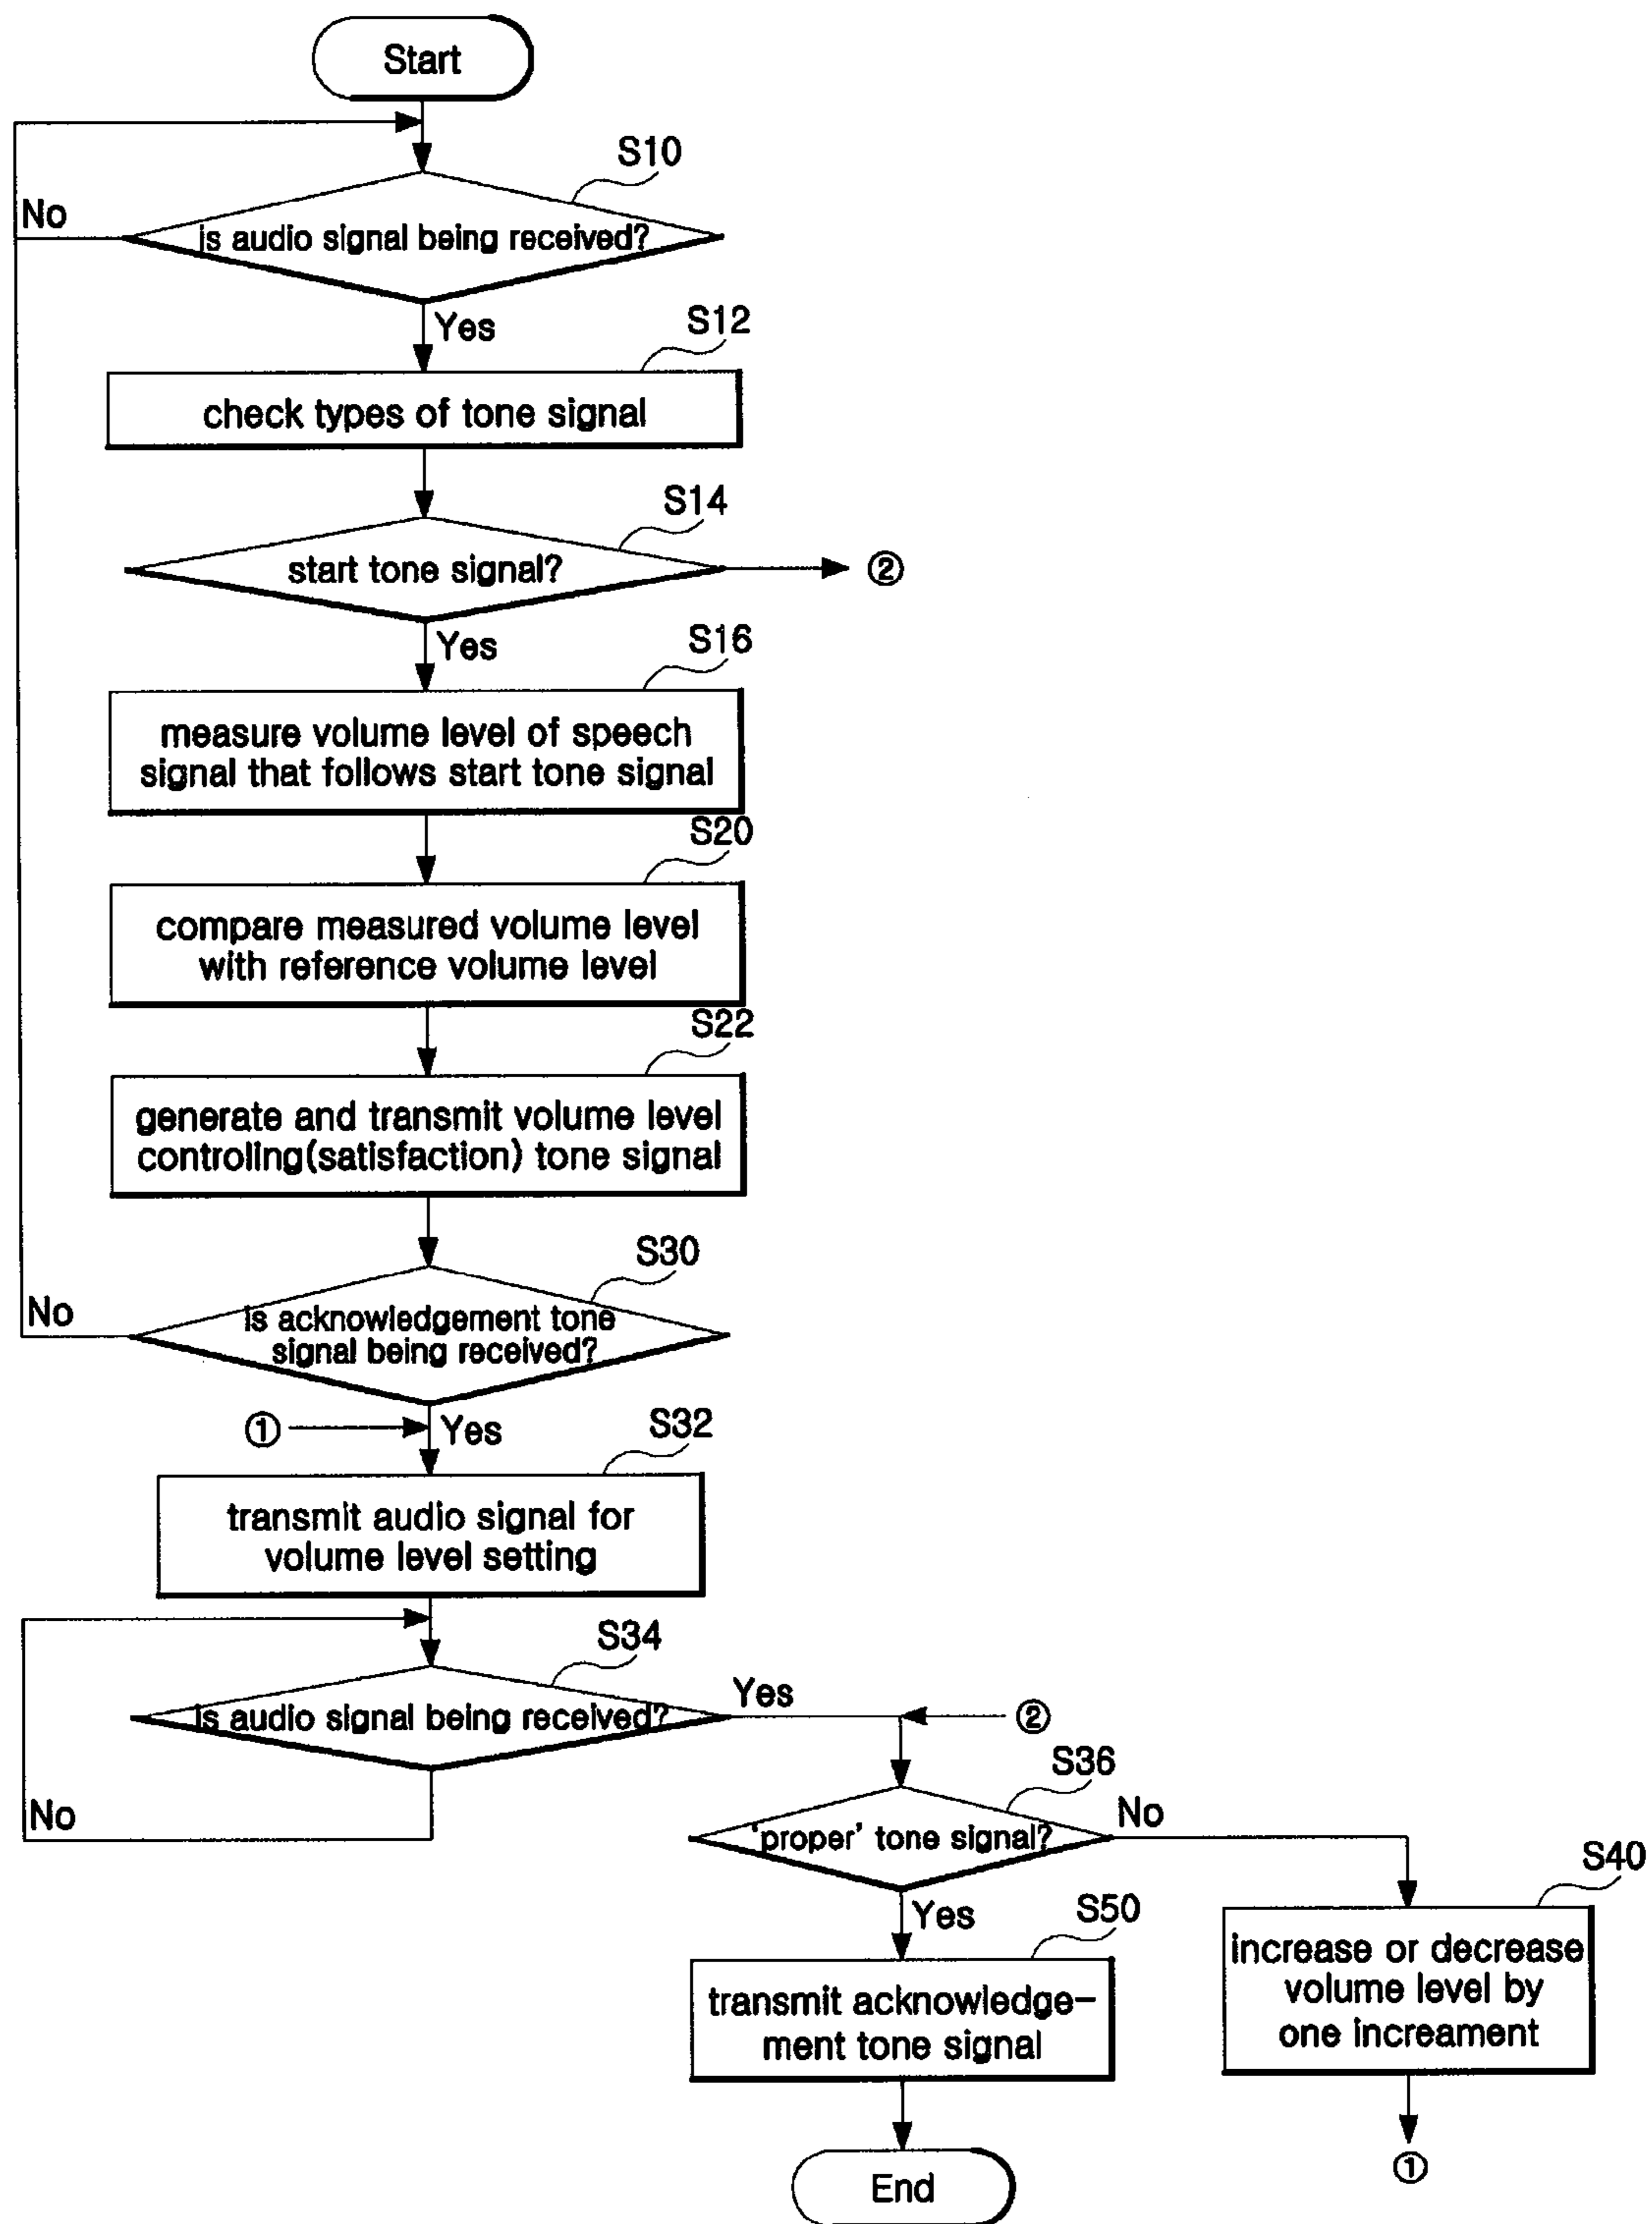 Start
S10
No
is audio signal being received?
Yes
S12
check types of tone signal
S14
start tone signal?
②
Yes
S16
measure volume level of speech
signal that follows start tone signal
S20
compare measured volume level
with reference volume level
S22
generate and transmit volume level
controling(satisfaction) tone signal
S30
No
is acknowledgement tone
signal being received?
①
Yes
S32
transmit audio signal for
volume level setting
S34
is audio signal being received?
Yes
②
No
S36
'proper' tone signal?
No
S40
Yes
S50
increase or decrease
volume level by
one increament
transmit acknowledge-
ment tone signal
①
End